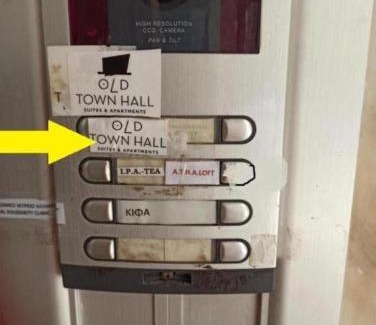 HIGH RESOLUTION
CCD CAMERA
PAN & TILT
OLD
TOWN HALL
SUITES & APARTMENTS
OLD
TOWN HALL
SUITES & APARTMENTS
I.P.A.-TEA A.TH.A.LOFT
ΚΙΦΑ